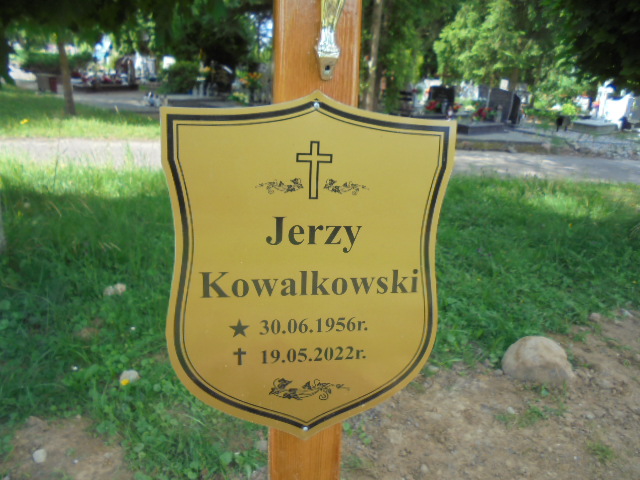 Jerzy
Kowalkowski
★ 30.06.1956r.
✝ 19.05.2022r.